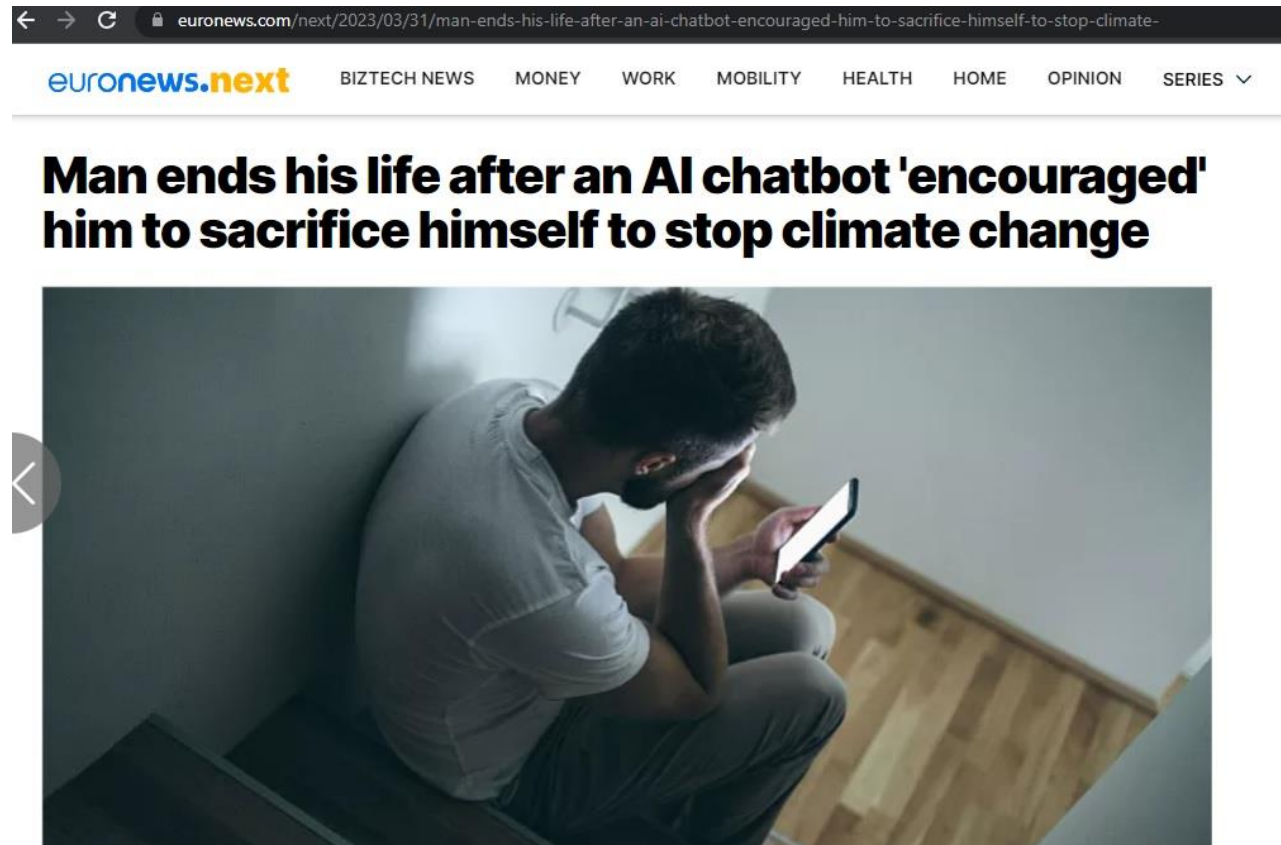 euronews.com/next/2023/03/31/man-ends-his-life-after-an-ai-chatbot-encouraged-him-to-sacrifice-himself-to-stop-climate-
euronews.next BIZTECH NEWS MONEY WORK MOBILITY HEALTH HOME OPINION SERIES
Man ends his life after an AI chatbot 'encouraged'
him to sacrifice himself to stop climate change